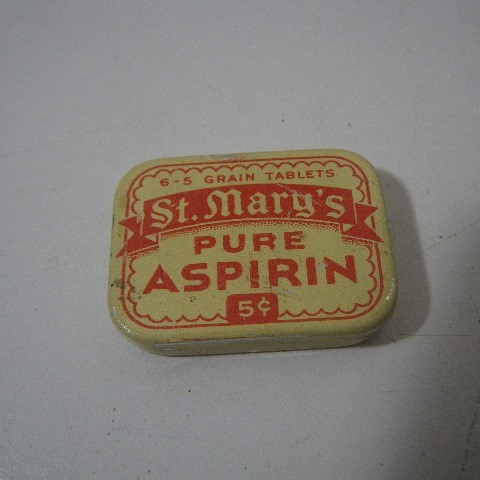 6-5 GRAIN TABLETS
St. Mary's
PURE
ASPIRIN
5¢